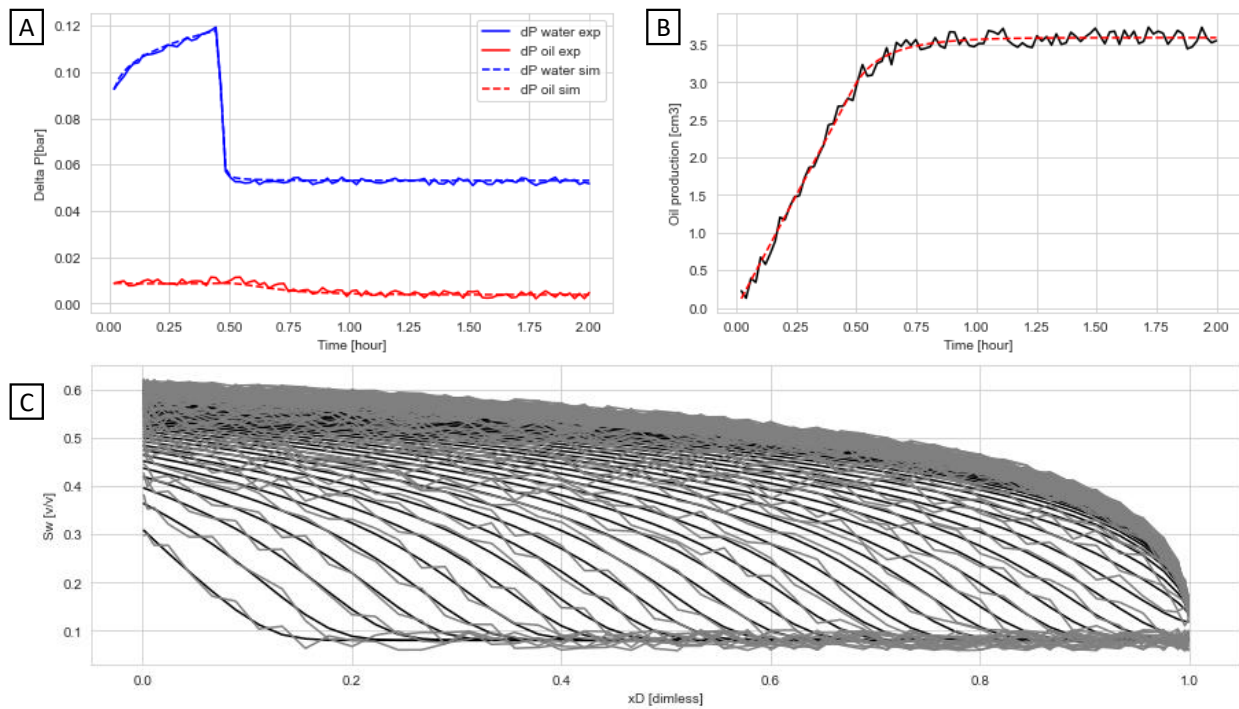 A
0.12
0.10
0.08
0.06
0.04
0.02
0.00
Delta P[bar]
dP water exp
dP oil exp
dP water sim
dP oil sim
0.00 0.25 0.50 0.75 1.00 1.25 1.50 1.75 2.00
Time [hour]
B
3.5
3.0
2.5
2.0
1.5
1.0
0.5
0.0
Oil production [cm3]
0.00 0.25 0.50 0.75 1.00 1.25 1.50 1.75 2.00
Time [hour]
C
0.6
0.5
0.4
0.3
0.2
0.1
Sw [v/v]
0.0 0.2 0.4 0.6 0.8 1.0
xD [dimless]